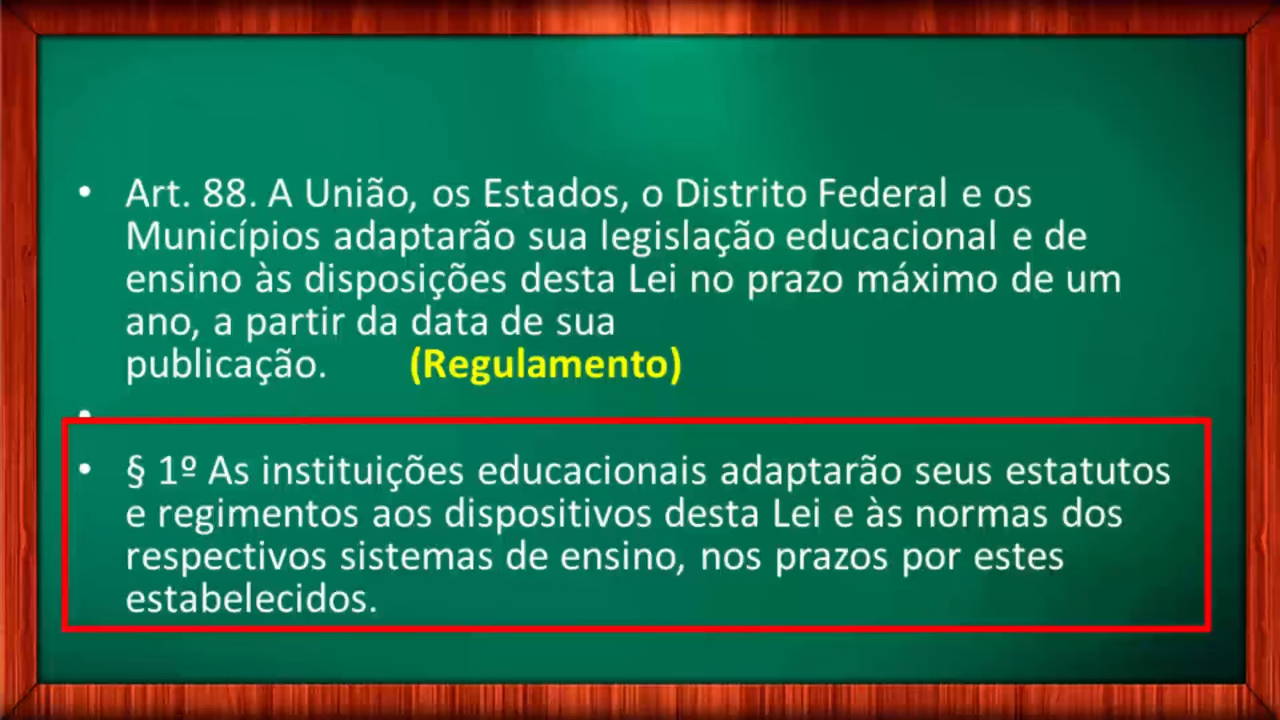 • Art. 88. A União, os Estados, o Distrito Federal e os
Municípios adaptarão sua legislação educacional e de
ensino às disposições desta Lei no prazo máximo de um
ano, a partir da data de sua
publicação. (Regulamento)
•
• § 1º As instituições educacionais adaptarão seus estatutos
e regimentos aos dispositivos desta Lei e às normas dos
respectivos sistemas de ensino, nos prazos por estes
estabelecidos.